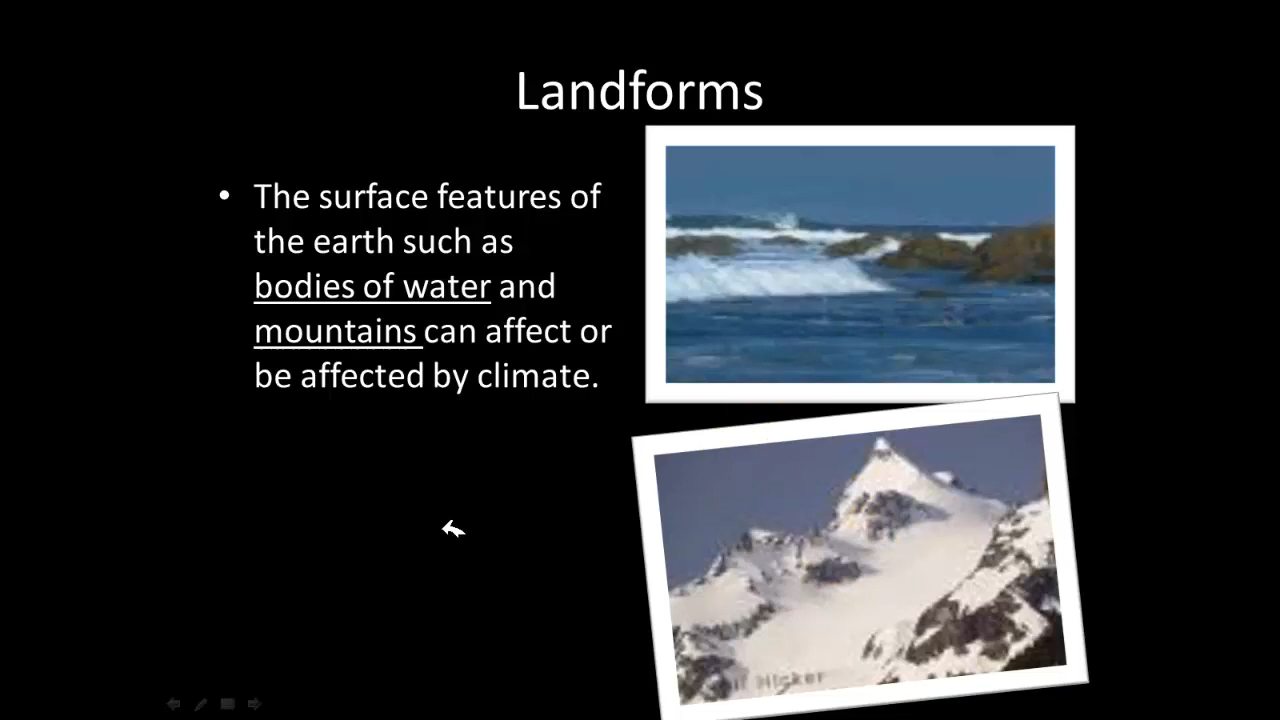 Landforms
• The surface features of
the earth such as
bodies of water and
mountains can affect or
be affected by climate.